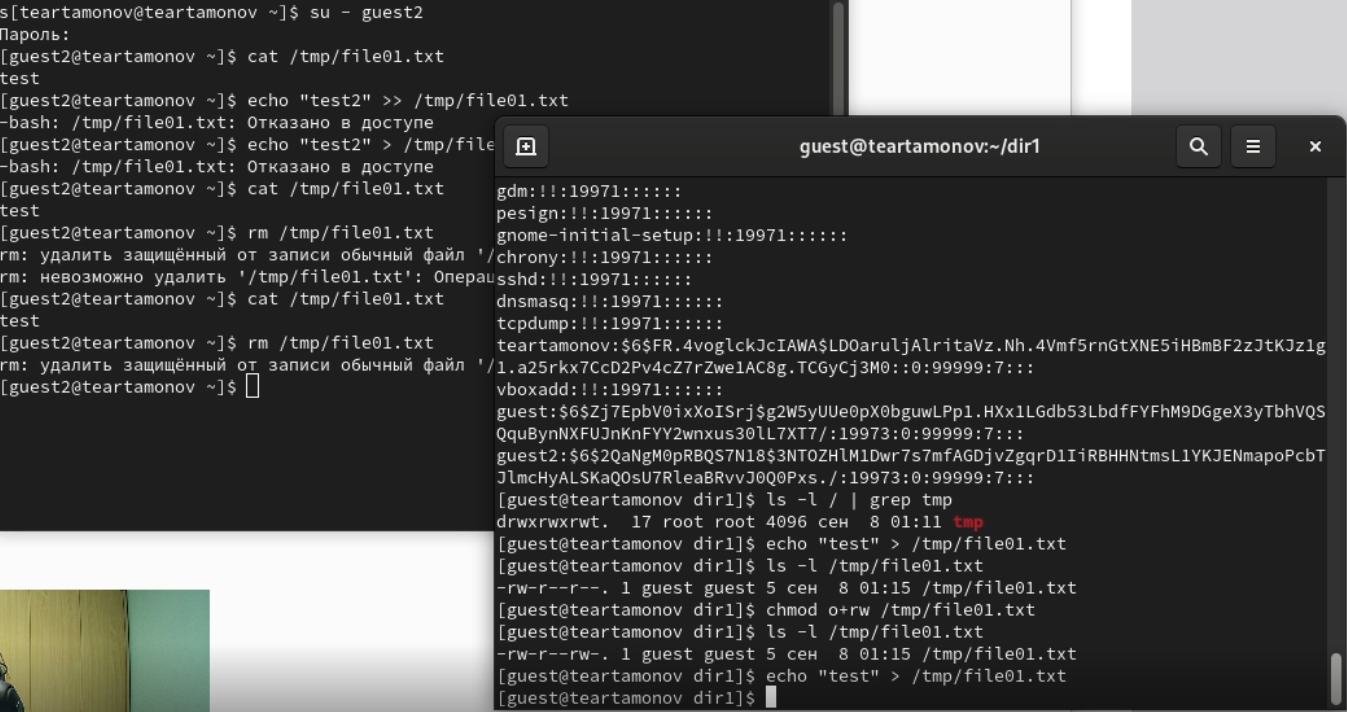 s[teartamonov@teartamonov ~]$ su - guest2
Пароль:
[guest2@teartamonov ~]$ cat /tmp/file01.txt
test
[guest2@teartamonov ~]$ echo "test2" >> /tmp/file01.txt
-bash: /tmp/file01.txt: Отказано в доступе
[guest2@teartamonov ~]$ echo "test2" > /tmp/file
-bash: /tmp/file01.txt: Отказано в доступе
[guest2@teartamonov ~]$ cat /tmp/file01.txt
test
[guest2@teartamonov ~]$ rm /tmp/file01.txt
rm: удалить защищённый от записи обычный файл '/
rm: невозможно удалить '/tmp/file01.txt': Операц
[guest2@teartamonov ~]$ cat /tmp/file01.txt
test
[guest2@teartamonov ~]$ rm /tmp/file01.txt
rm: удалить защищённый от записи обычный файл '/
[guest2@teartamonov ~]$
guest@teartamonov:~/dir1
gdm:!!:19971::::::
pesign:!!:19971::::::
gnome-initial-setup:!!:19971::::::
chrony:!!:19971::::::
sshd:!!:19971::::::
dnsmasq:!!:19971::::::
tcpdump:!!:19971::::::
teartamonov:$6$FR.4voglckJcIAWA$LDOaruljAlritaVz.Nh.4Vmf5rnGtXNE5iHBmBF2zJtKJz1g
1.a25rkx7CcD2Pv4cZ7rZwe1AC8g.TCGyCj3M0::0:99999:7:::
vboxadd:!!:19971::::::
guest:$6$Zj7EpbV0ixXoISrj$g2W5yUUe0pX0bguwLPp1.HXx1LGdb53LbdfFYFhM9DGgeX3yTbhVQS
QquBynNXFUJnKnFYY2wnxus30lL7XT7/:19973:0:99999:7:::
guest2:$6$2QaNgM0pRBQS7N18$3NTOZHlM1Dwr7s7mfAGDjvZgqrD1IiRBHHNtmsL1YKJENmapoPcbT
JlmcHyALSKaQOsU7RleaBRvvJ0Q0Pxs./:19973:0:99999:7:::
[guest@teartamonov dir1]$ ls -l / | grep tmp
drwxrwxrwt.  17 root root 4096 сен  8 01:11 tmp
[guest@teartamonov dir1]$ echo "test" > /tmp/file01.txt
[guest@teartamonov dir1]$ ls -l /tmp/file01.txt
-rw-r--r--. 1 guest guest 5 сен  8 01:15 /tmp/file01.txt
[guest@teartamonov dir1]$ chmod o+rw /tmp/file01.txt
[guest@teartamonov dir1]$ ls -l /tmp/file01.txt
-rw-r--rw-. 1 guest guest 5 сен  8 01:15 /tmp/file01.txt
[guest@teartamonov dir1]$ echo "test" > /tmp/file01.txt
[guest@teartamonov dir1]$